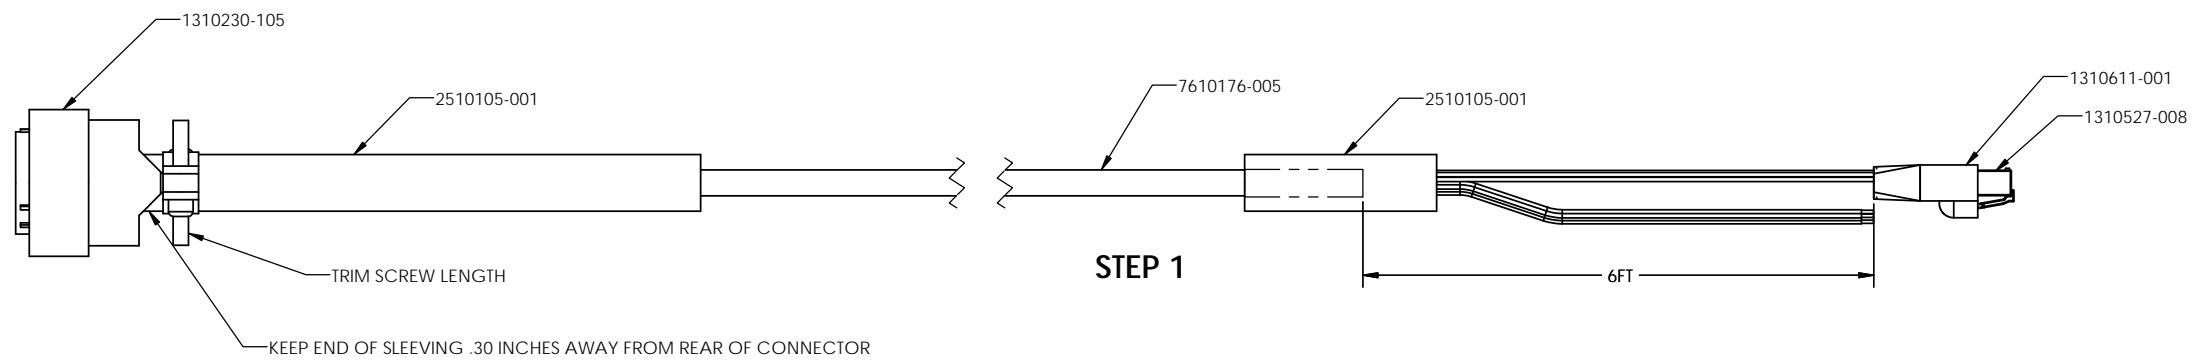 1310230-105
2510105-001
7610176-005
2510105-001
1310611-001
1310527-008
TRIM SCREW LENGTH
STEP 1
6FT
KEEP END OF SLEEVING .30 INCHES AWAY FROM REAR OF CONNECTOR